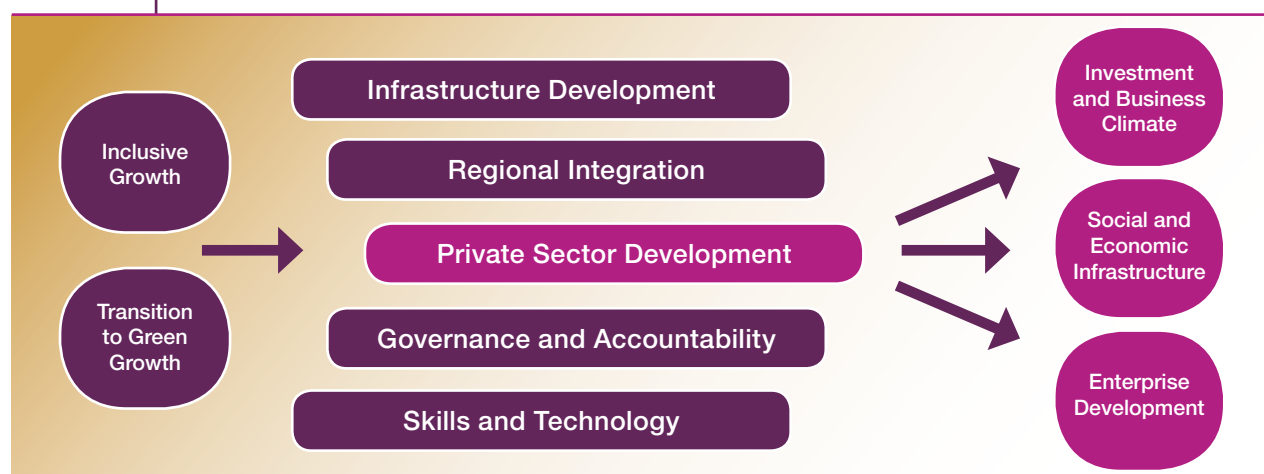 Inclusive
Growth
Transition
to Green
Growth
Infrastructure Development
Regional Integration
Private Sector Development
Governance and Accountability
Skills and Technology
Investment
and Business
Climate
Social and
Economic
Infrastructure
Enterprise
Development